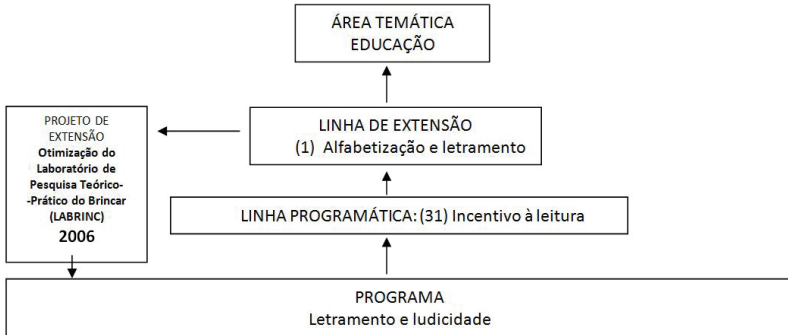 ÁREA TEMÁTICA
EDUCAÇÃO
PROJETO DE
EXTENSÃO
Otimização do
Laboratório de
Pesquisa Teórico-
-Prático do Brincar
(LABRINC)
2006
LINHA DE EXTENSÃO
(1) Alfabetização e letramento
LINHA PROGRAMÁTICA: (31) Incentivo à leitura
PROGRAMA
Letramento e ludicidade